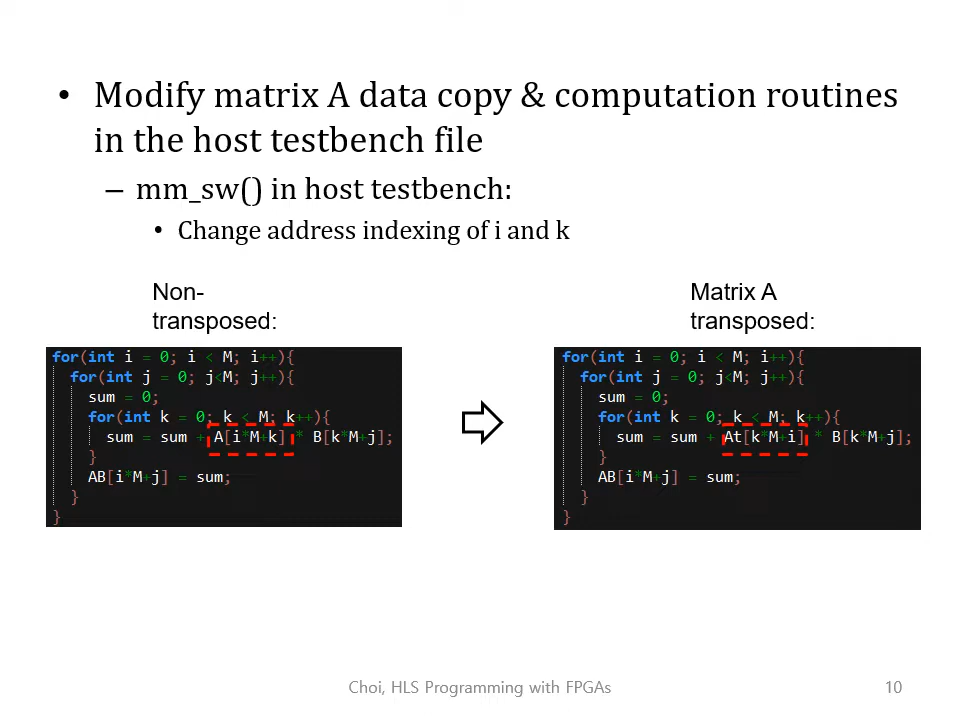 • Modify matrix A data copy & computation routines
in the host testbench file
– mm_sw() in host testbench:
• Change address indexing of i and k
Non-
transposed:
for(int i = 0; i < M; i++){
for(int j = 0; j<M; j++){
sum = 0;
for(int k = 0; k < M; k++){
sum = sum + A[i*M+k] * B[k*M+j];
}
AB[i*M+j] = sum;
}
}
Matrix A
transposed:
for(int i = 0; i < M; i++){
for(int j = 0; j<M; j++){
sum = 0;
for(int k = 0; k < M; k++){
sum = sum + At[k*M+i] * B[k*M+j];
}
AB[i*M+j] = sum;
}
}
Choi, HLS Programming with FPGAs
10